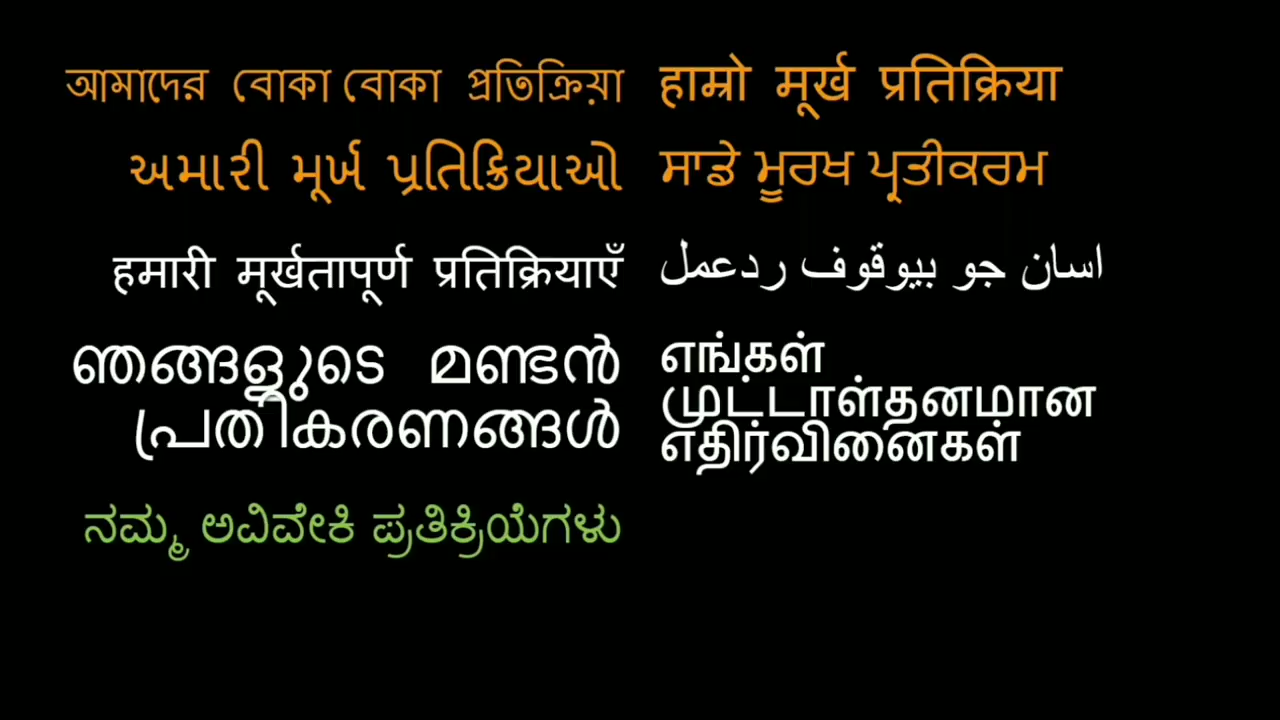 আমাদের বোকা বোকা প্রতিক্রিয়া
हाम्रो मूर्ख प्रतिक्रिया
અમારી મૂર્ખ પ્રતિક્રિયાઓ
ਸਾਡੇ ਮੂਰਖ ਪ੍ਰਤੀਕਰਮ
हमारी मूर्खतापूर्ण प्रतिक्रियाएँ
اسان جو بيوقوف ردعمل
ഞങ്ങളുടെ മണ്ടൻ
പ്രതികരണങ്ങൾ
எங்கள்
முட்டாள்தனமான
எதிர்வினைகள்
ನಮ್ಮ ಅವಿವೇಕಿ ಪ್ರತಿಕ್ರಿಯೆಗಳು